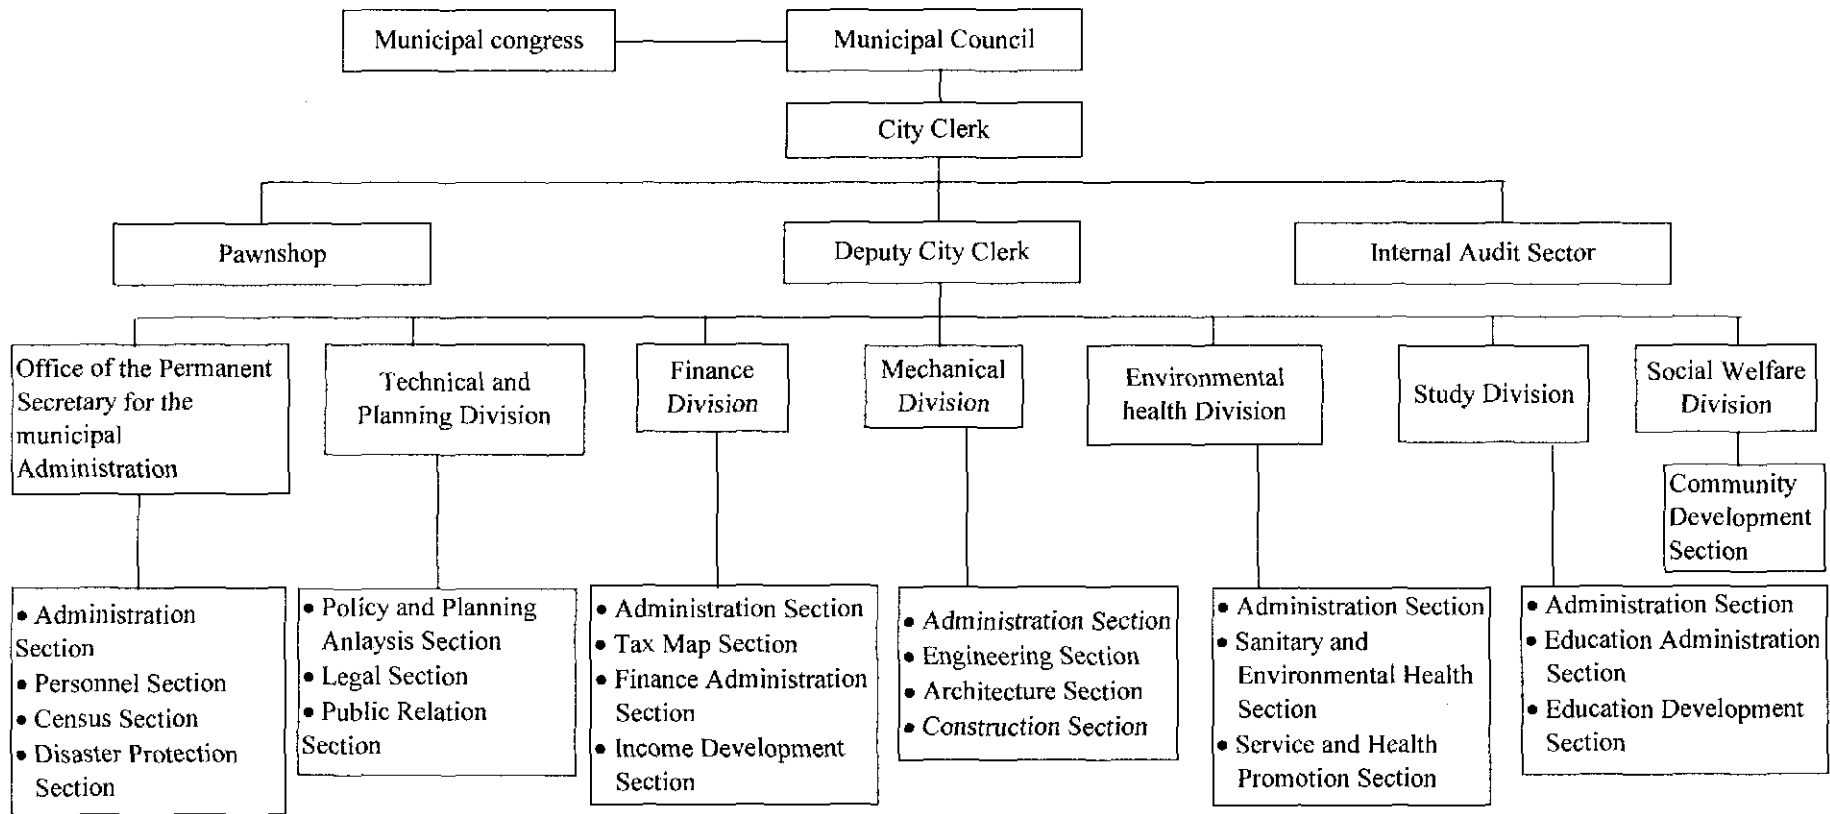 Municipal congress
Municipal Council
City Clerk
Pawnshop
Deputy City Clerk
Internal Audit Sector
Office of the Permanent
Secretary for the
municipal
Administration
Technical and
Planning Division
Finance
Division
Mechanical
Division
Environmental
health Division
Study Division
Social Welfare
Division
Community
Development
Section
• Administration
Section
• Personnel Section
• Census Section
• Disaster Protection
Section
• Policy and Planning
Anlaysis Section
• Legal Section
• Public Relation
Section
• Administration Section
• Tax Map Section
• Finance Administration
Section
• Income Development
Section
• Administration Section
• Engineering Section
• Architecture Section
• Construction Section
• Administration Section
• Sanitary and
Environmental Health
Section
• Service and Health
Promotion Section
• Administration Section
• Education Administration
Section
• Education Development
Section